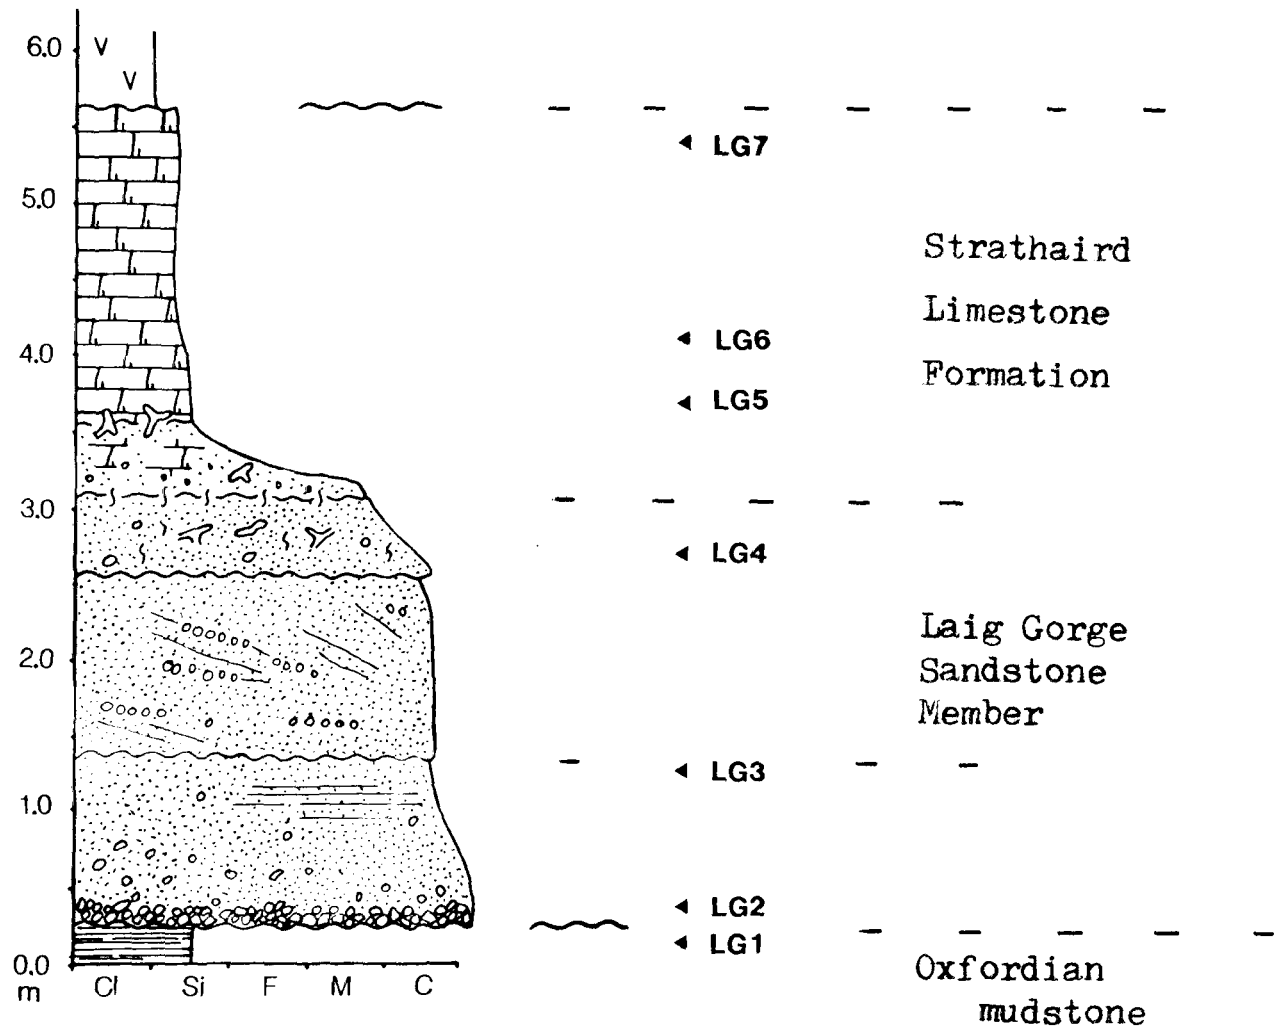 6.0
V
V
LG7
5.0
Strathaird
Limestone
LG6
4.0
Formation
LG5
3.0
LG4
Laig Gorge
2.0
Sandstone
Member
LG3
1.0
LG2
LG1
0.0
m
Cl Si F M C
Oxfordian
mudstone